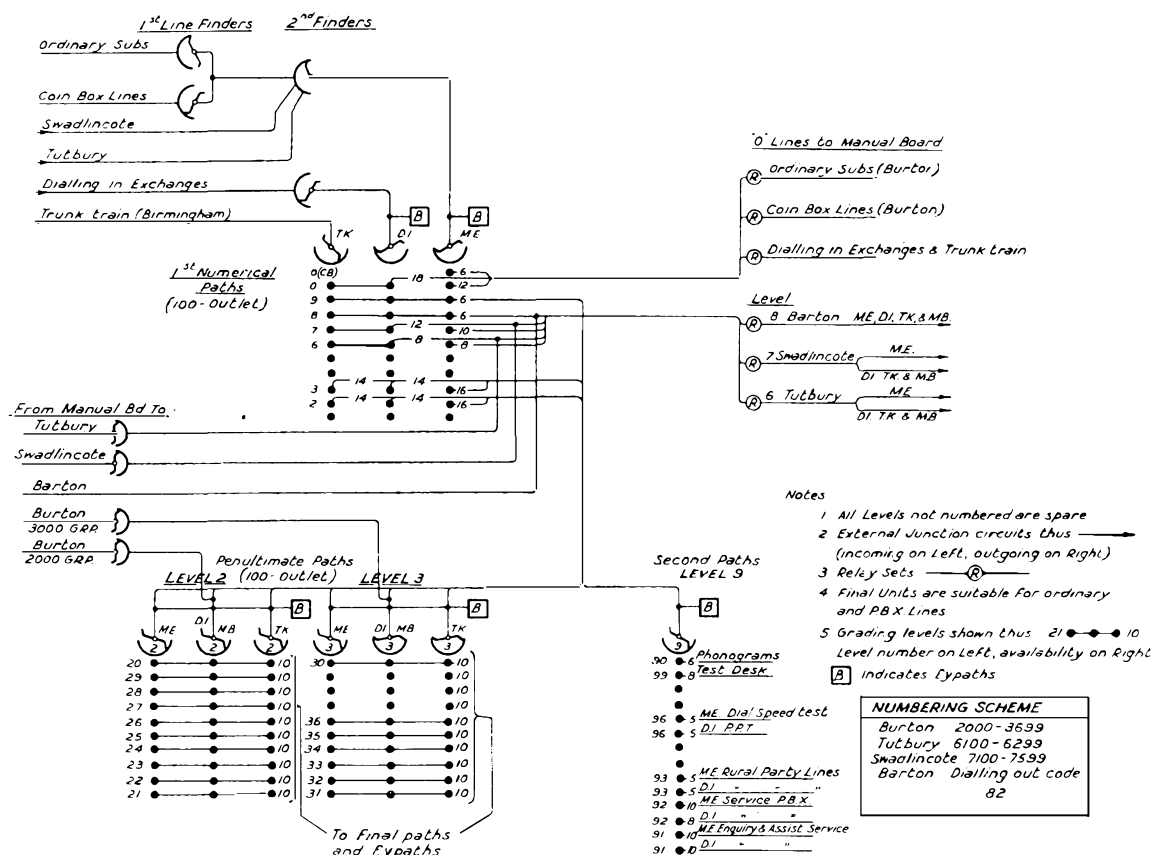 1st Line Finders
2nd Finders
Ordinary Subs
Coin Box Lines
Swadlincote
Tutbury
Dialling in Exchanges
Trunk train (Birmingham)
B
B
TK
DI
ME
1st Numerical
Paths
(100-Outlet)
0(CB)
6
0
18
12
9
6
8
6
7
12
10
6
8
8
3
14
14
16
2
14
14
16
"O" Lines to Manual Board
R Ordinary Subs (Burton)
R Coin Box Lines (Burton)
R Dialling in Exchanges & Trunk train
Level
R 8 Barton ME, DI, TK, & MB.
R 7 Swadlincote
ME.
DI TK. & MB
R 6 Tutbury
ME
DI. T.K & MB
From Manual Bd To
Tutbury
Swadlincote
Barton
Burton
3000 GRP.
Burton
2000 GRP.
Penultimate Paths
LEVEL 2 (100-outlet) LEVEL 3
B
B
ME
DI
MB
TK
ME
DI
MB
TK
2
2
2
3
3
3
20 10
29 10
28 10
27 10
26 10
25 10
24 10
23 10
22 10
21 10
30 10
36 10
35 10
34 10
33 10
32 10
31 10
To Final paths
and Eypaths
Second Paths
LEVEL 9
B
9
90 6 Phonograms
99 8 Test Desk
96 5 ME. Dial Speed test
96 5 D.I P.P.T
93 5 ME Rural Party Lines
93 5 D.I " " "
92 10 ME Service P.B.X.
92 8 D.I " "
91 10 ME Enquiry & Assist Service
91 10 D.I " "
Notes
1 All Levels not numbered are spare
2 External Junction circuits thus
(incoming on Left, outgoing on Right)
3 Relay Sets R
4 Final Units are suitable for ordinary
and P.B.X. Lines
5 Grading levels shown thus 21 10
Level number on Left, availability on Right
B indicates Eypaths
NUMBERING SCHEME
Burton 2000-3699
Tutbury 6100-6299
Swadlincote 7100-7599
Barton Dialling out code
82